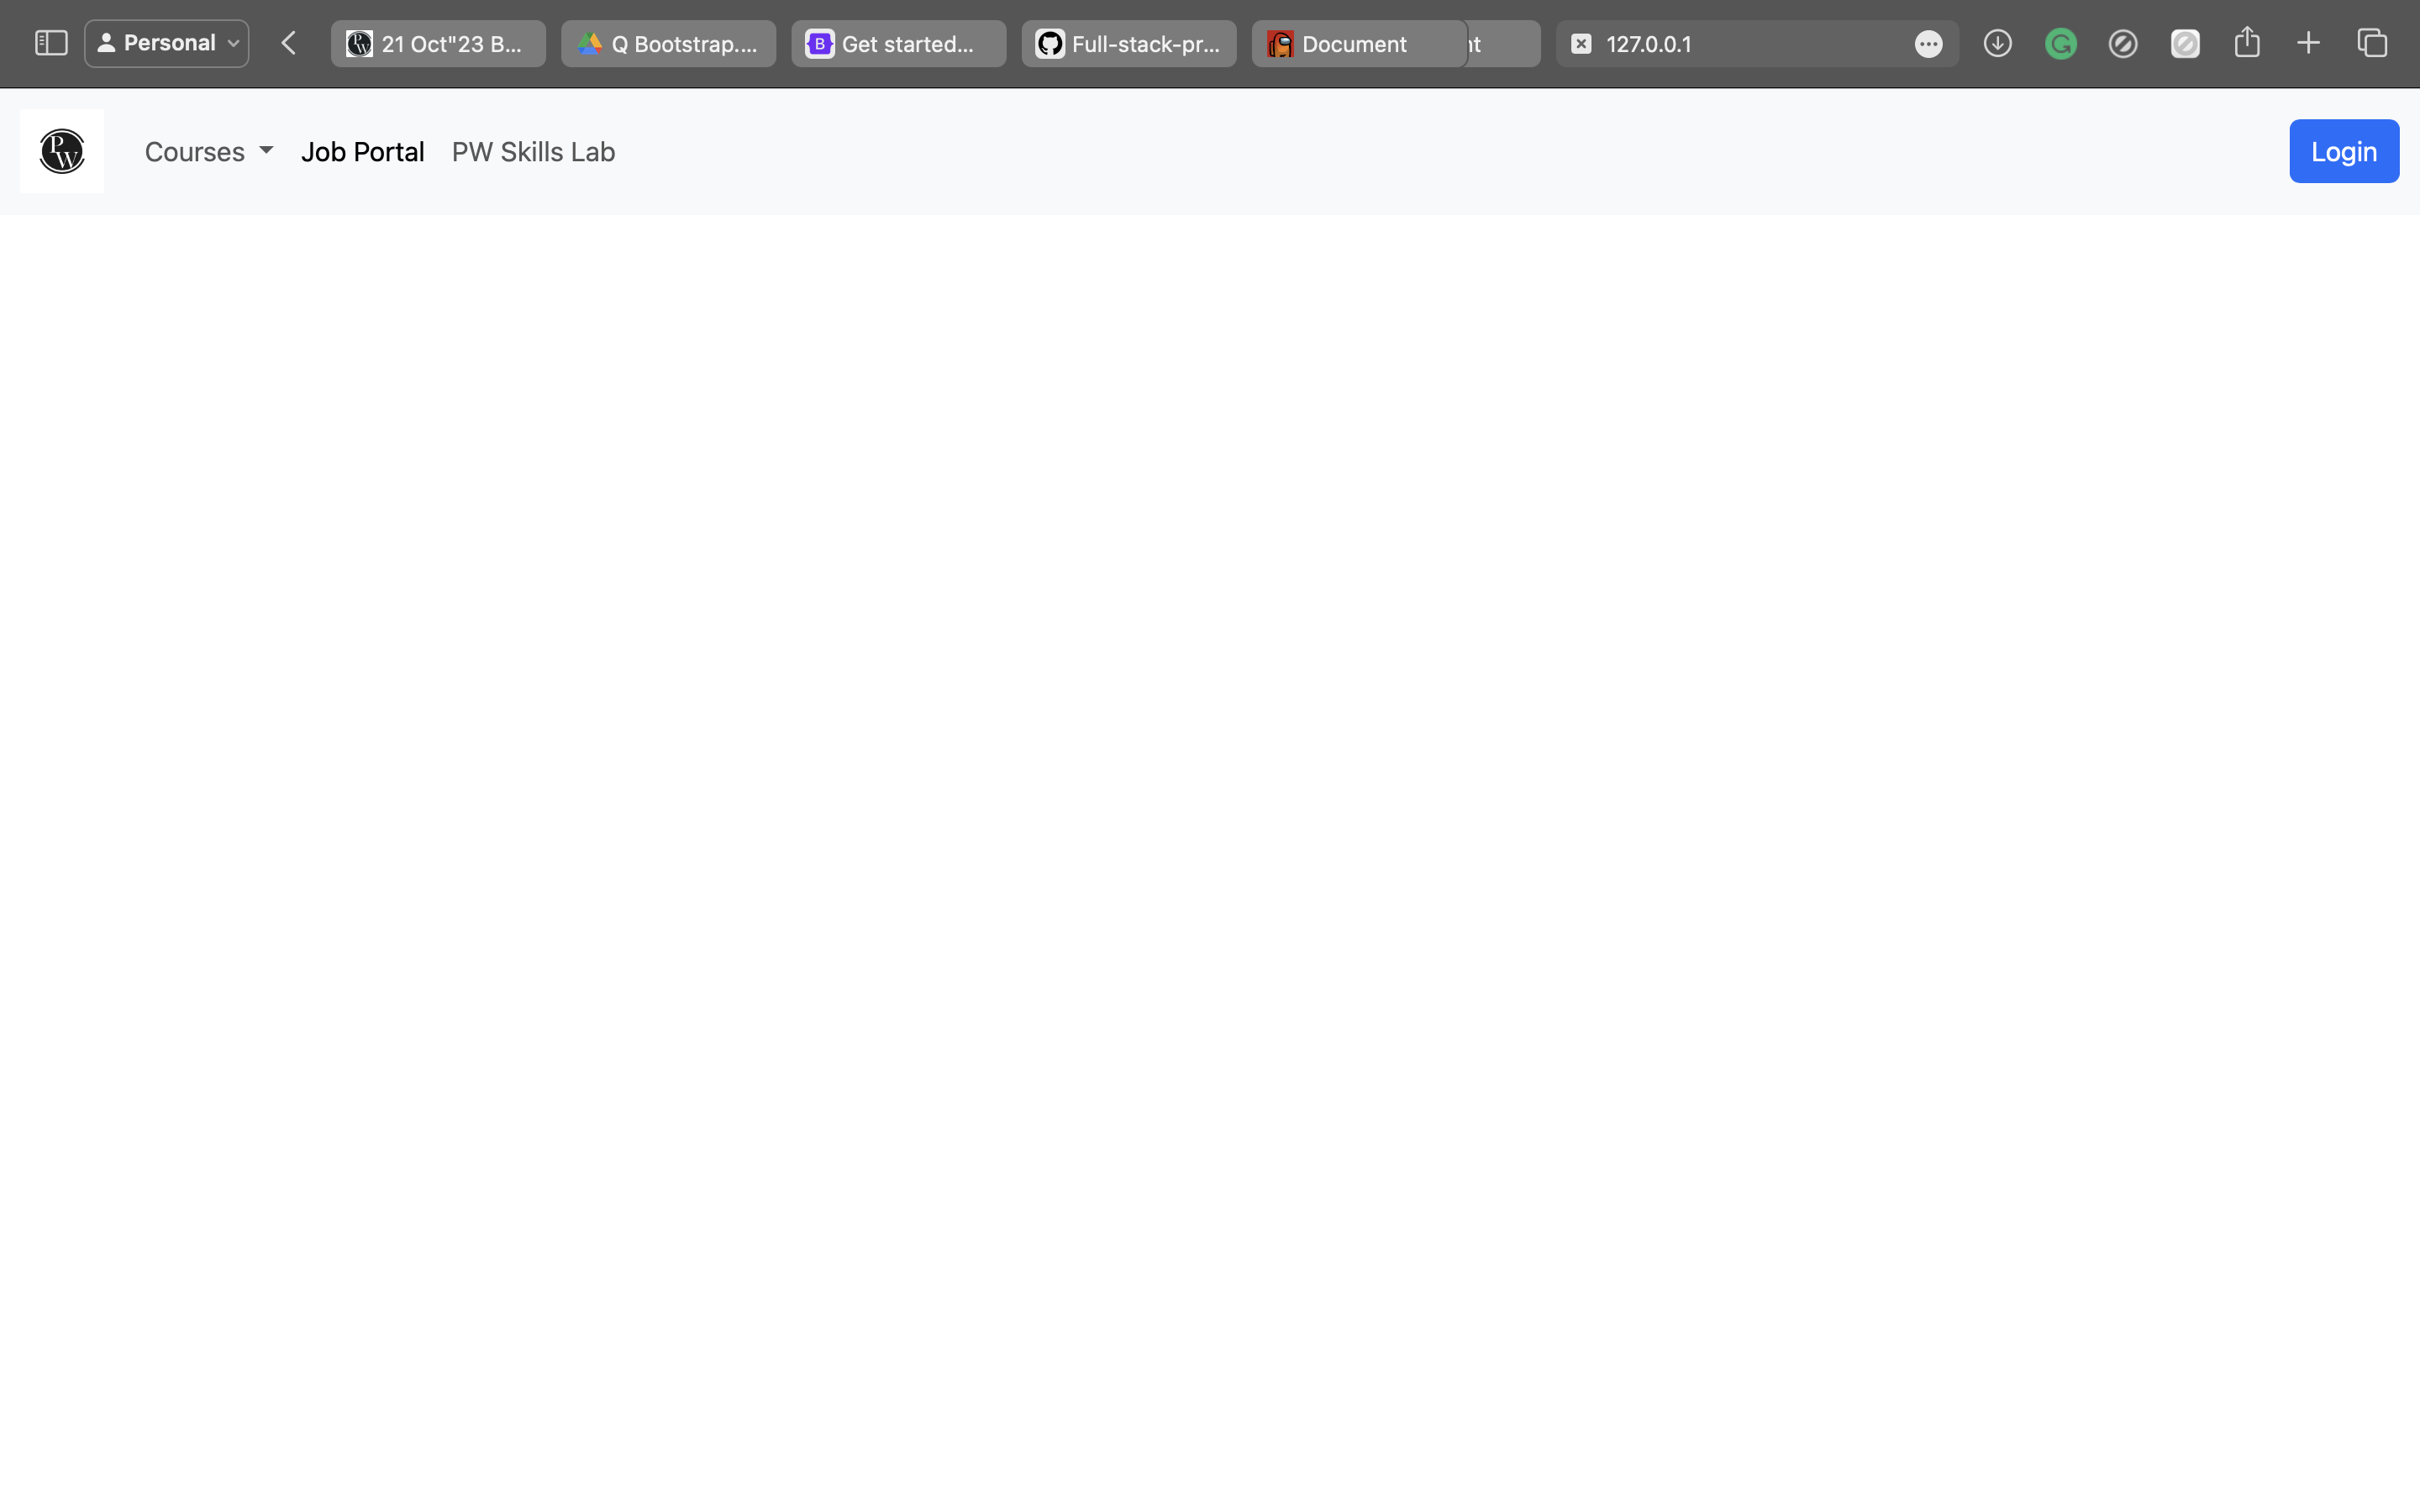 Personal
21 Oct"23 B...
Q Bootstrap....
B
Get started...
Full-stack-pr...
Document
nt
127.0.0.1
PW
Courses
Job Portal
PW Skills Lab
Login